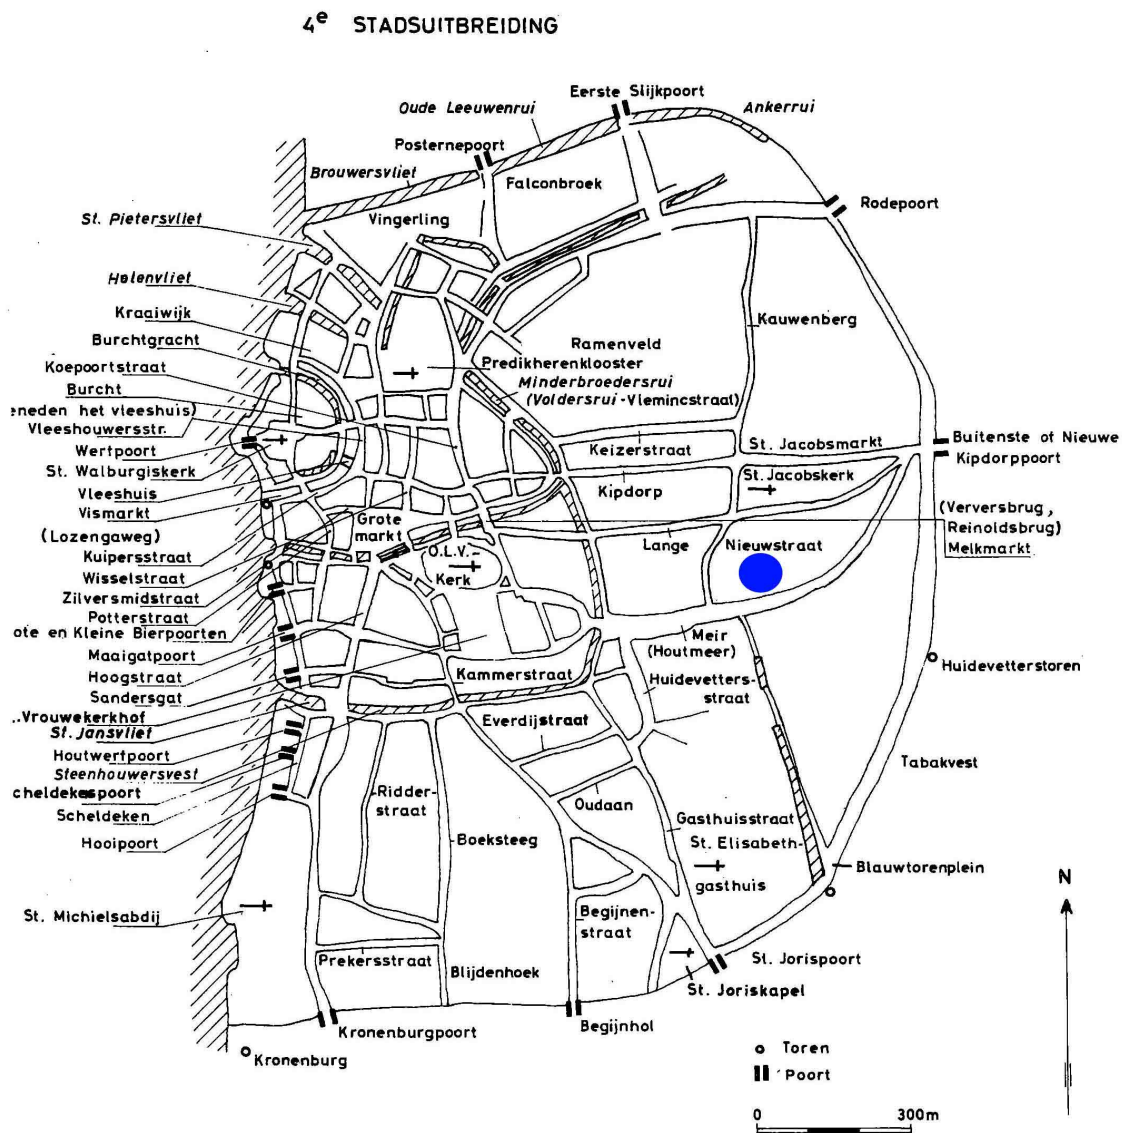 4e STADSUITBREIDING
Eerste Slijkpoort
Oude Leeuwenrui
Ankerrui
Posternepoort
Brouwersvliet
Falconbroek
Rodepoort
St. Pietersvliet
Vingerling
Holenvliet
Kraaiwijk
Kauwenberg
Burchtgracht
Ramenveld
Koepoortstraat
Predikherenklooster
Burcht
Minderbroedersrui
eneden het vleeshuis)
(Voldersrui-Vlemincstraal)
Vleeshouwersstr.
Wertpoort
Keizerstraat
St. Jacobsmarkt
Buitenste of Nieuwe
Kipdorppoort
St. Walburgiskerk
St. Jacobskerk
Vleeshuis
Kipdorp
Vismarkt
Grote
markt
(Verversbrug,
Reinoldsbrug)
Melkmarkt
(Lozengaweg)
Lange
Nieuwstraat
Kuipersstraat
O.L.V.
Kerk
Wisselstraat
Zilversmidstraat
Potterstraat
ote en Kleine Bierpoorten
Meir
(Houtmeer)
Maaigatpoort
Huidevetterstoren
Hoogstraat
Kammerstraat
Huidevetters-
straat
Sandersgat
.Vrouwekerkhof
St. Jansvliet
Everdijstraat
Houtwerfpoort
Tabakvest
Steenhouwersvest
cheldekespoort
Ridder-
straat
Oudaan
Scheldeken
Gasthuisstraat
Hooipoort
Boeksteeg
St. Elisabeth-
gasthuis
Blauwtorenplein
N
St. Michielsabdij
Begijnen-
straat
Prekersstraat
Blijdenhoek
St. Jorispoort
St. Joriskapel
Kronenburgpoort
Begijnhol
Kronenburg
Toren
Poort
0 300m